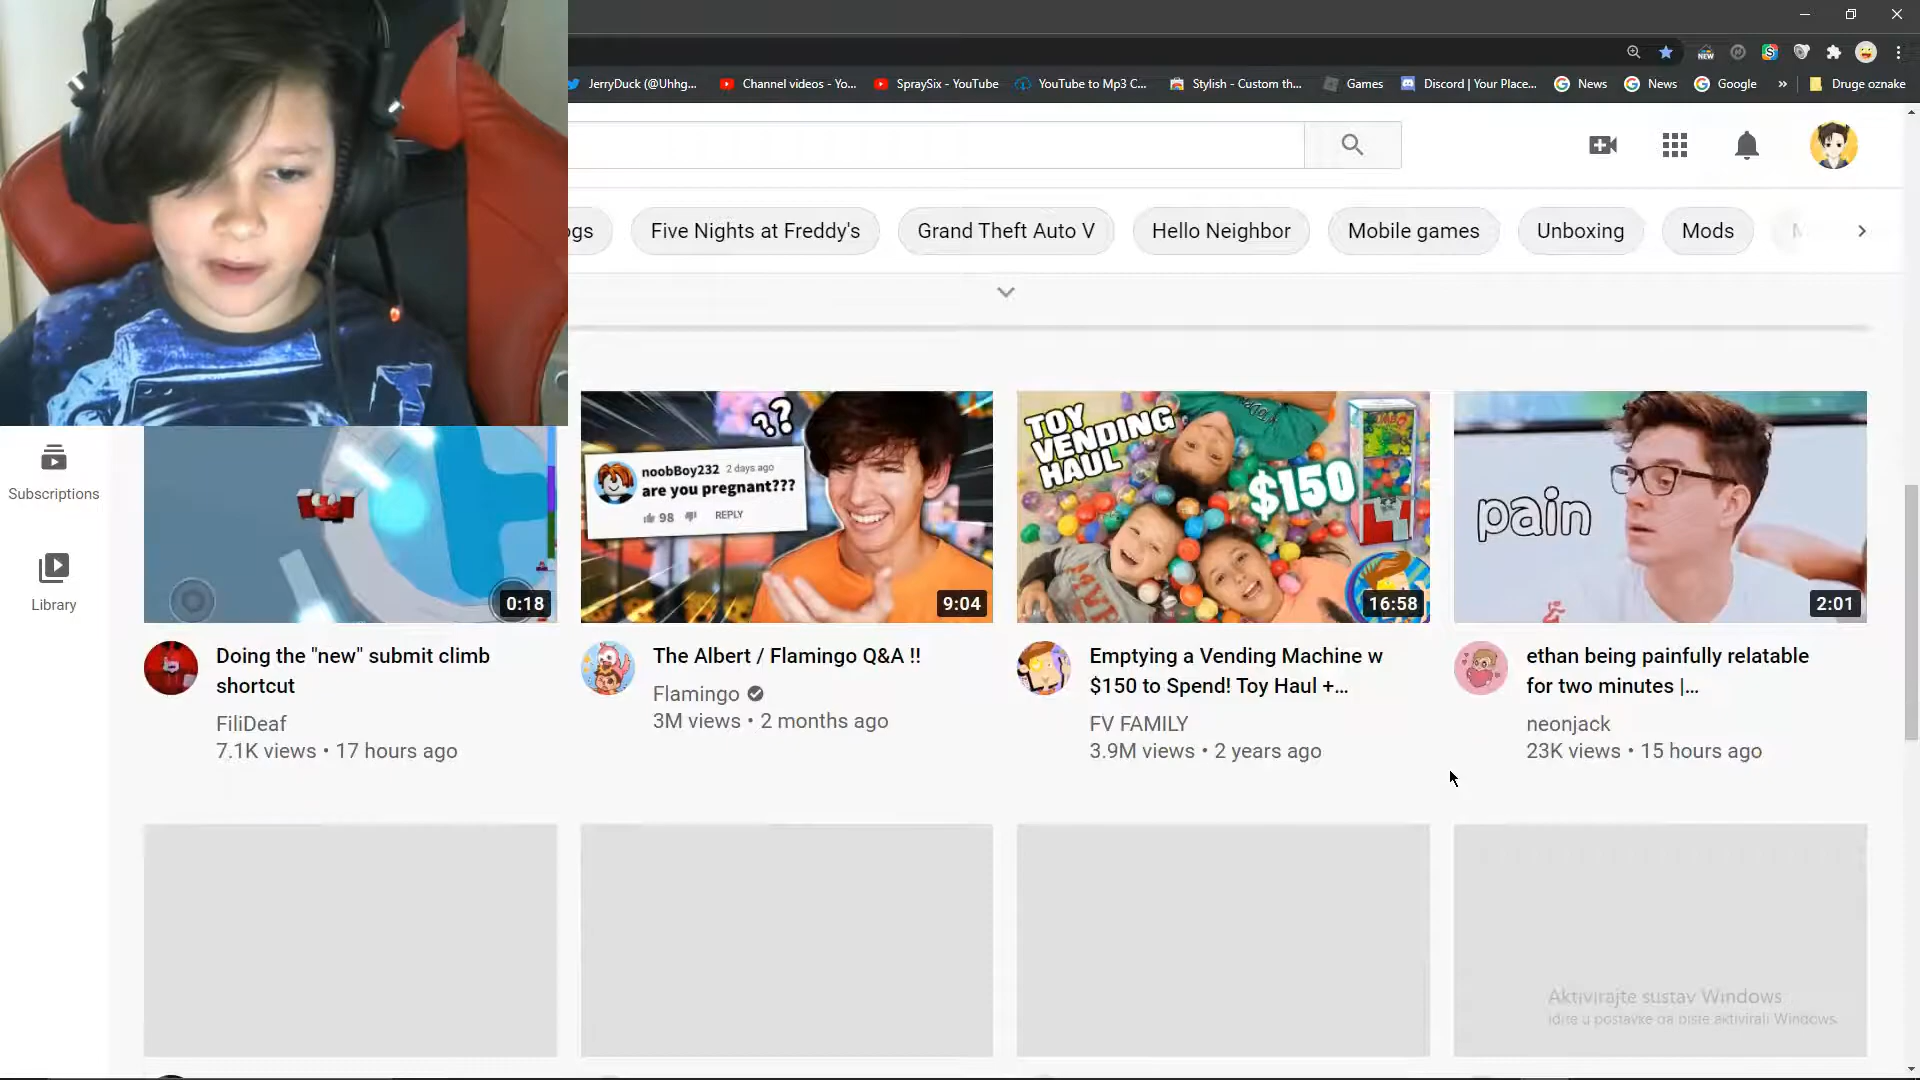 JerryDuck (@Uhhg...
Channel videos - Yo...
SpraySix - YouTube
YouTube to Mp3 C...
Stylish - Custom th...
Games
Discord | Your Place...
News
News
Google
»
Druge oznake
ogs
Five Nights at Freddy's
Grand Theft Auto V
Hello Neighbor
Mobile games
Unboxing
Mods
Subscriptions
Library
0:18
??
noobBoy232 2 days ago
are you pregnant???
98 REPLY
9:04
TOY
VENDING
HAUL
$150
16:58
pain
2:01
Doing the "new" submit climb
shortcut
FiliDeaf
7.1K views • 17 hours ago
The Albert / Flamingo Q&A !!
Flamingo
3M views • 2 months ago
Emptying a Vending Machine w
$150 to Spend! Toy Haul +...
FV FAMILY
3.9M views • 2 years ago
ethan being painfully relatable
for two minutes |...
neonjack
23K views • 15 hours ago
Aktivirajte sustav Windows
Idite u postavke da biste aktivirali Windows.